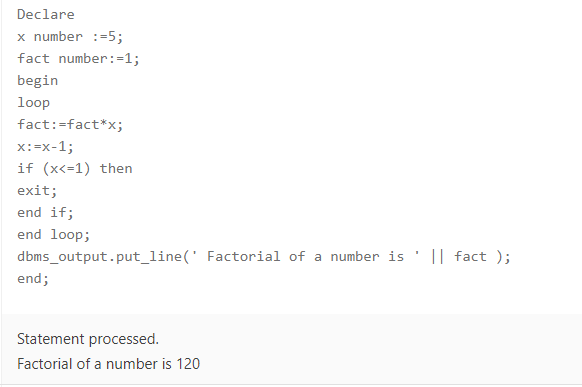 Declare
x number :=5;
fact number:=1;
begin
loop
fact:=fact*x;
x:=x-1;
if (x<=1) then
exit;
end if;
end loop;
dbms_output.put_line(' Factorial of a number is ' || fact );
end;
Statement processed.
Factorial of a number is 120